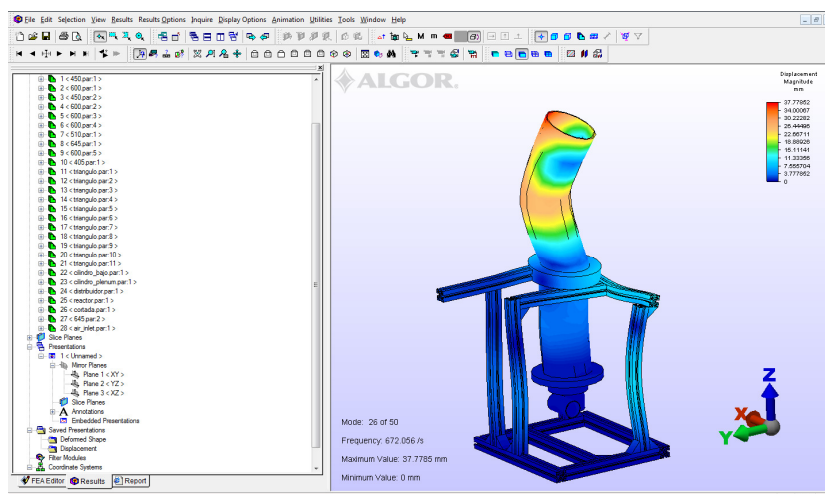 File Edit Selection View Results Results Options Inquire Display Options Animation Utilities Tools Window Help
M m
1 < 450.par:1 >
2 < 600.par:1 >
3 < 450.par:2 >
4 < 600.par:2 >
5 < 600.par:3 >
6 < 600.par:4 >
7 < 510.par:1 >
8 < 645.par:1 >
9 < 600.par:5 >
10 < 405.par:1 >
11 < triangulo.par:1 >
12 < triangulo.par:2 >
13 < triangulo.par:3 >
14 < triangulo.par:4 >
15 < triangulo.par:5 >
16 < triangulo.par:6 >
17 < triangulo.par:7 >
18 < triangulo.par:8 >
19 < triangulo.par:9 >
20 < triangulo.par:10 >
21 < triangulo.par:11 >
22 < cilindro_bajo.par:1 >
23 < cilindro_plenum.par:1 >
24 < distribuidor.par:1 >
25 < reactor.par:1 >
26 < cortada.par:1 >
27 < 645.par:2 >
28 < air_inlet.par:1 >
Slice Planes
Presentations
1 < Unnamed >
Mirror Planes
Plane 1 < XY >
Plane 2 < YZ >
Plane 3 < XZ >
Slice Planes
A Annotations
Embedded Presentations
Saved Presentations
Deformed Shape
Displacement
Filter Modules
Coordinate Systems
FEA Editor Results Report
ALGOR.
Displacement
Magnitude
mm
37.77852
34.00067
30.22282
26.44496
22.66711
18.88926
15.11141
11.33356
7.555704
3.777852
0
Z
X
Y
Mode: 26 of 50
Frequency: 672.056 /s
Maximum Value: 37.7785 mm
Minimum Value: 0 mm